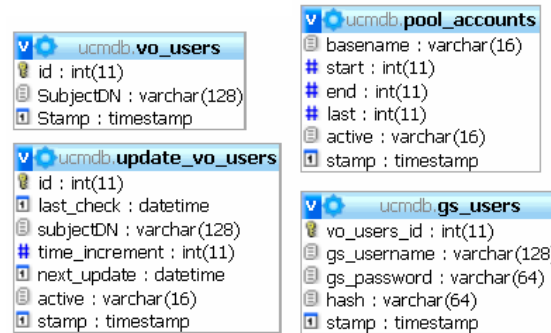 ucmdb.vo_users
id : int(11)
SubjectDN : varchar(128)
Stamp : timestamp
ucmdb.update_vo_users
id : int(11)
last_check : datetime
subjectDN : varchar(128)
# time_increment : int(11)
next_update : datetime
active : varchar(16)
stamp : timestamp
ucmdb.pool_accounts
basename : varchar(16)
# start : int(11)
# end : int(11)
# last : int(11)
active : varchar(16)
stamp : timestamp
ucmdb.gs_users
vo_users_id : int(11)
gs_username : varchar(128
gs_password : varchar(64)
hash : varchar(64)
stamp : timestamp